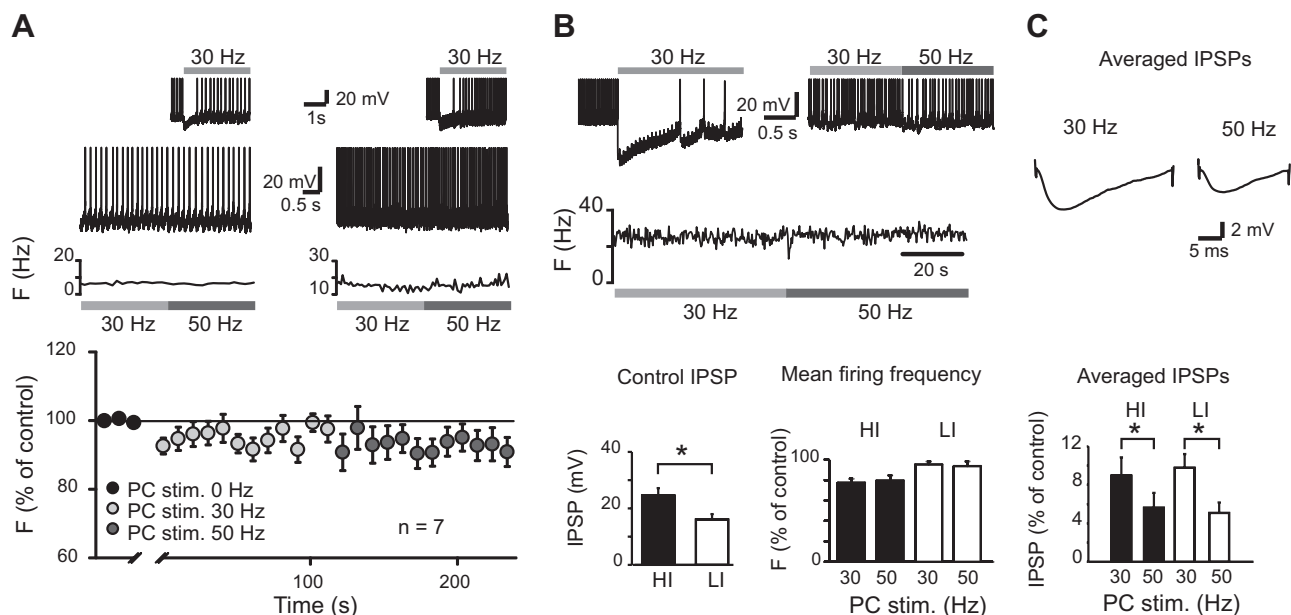 A
30 Hz
30 Hz
20 mV
1s
20 mV
0.5 s
F (Hz)
20
0
30
10
30 Hz
50 Hz
30 Hz
50 Hz
F (% of control)
120
100
80
60
PC stim. 0 Hz
PC stim. 30 Hz
PC stim. 50 Hz
n = 7
100
200
Time (s)
B
30 Hz
30 Hz
50 Hz
20 mV
0.5 s
F (Hz)
40
0
20 s
30 Hz
50 Hz
Control IPSP
IPSP (mV)
40
20
0
*
HI
LI
Mean firing frequency
F (% of control)
100
0
HI
LI
30
50
30
50
PC stim. (Hz)
C
Averaged IPSPs
30 Hz
50 Hz
2 mV
5 ms
Averaged IPSPs
IPSP (% of control)
12
8
4
0
HI
LI
*
*
30
50
30
50
PC stim. (Hz)